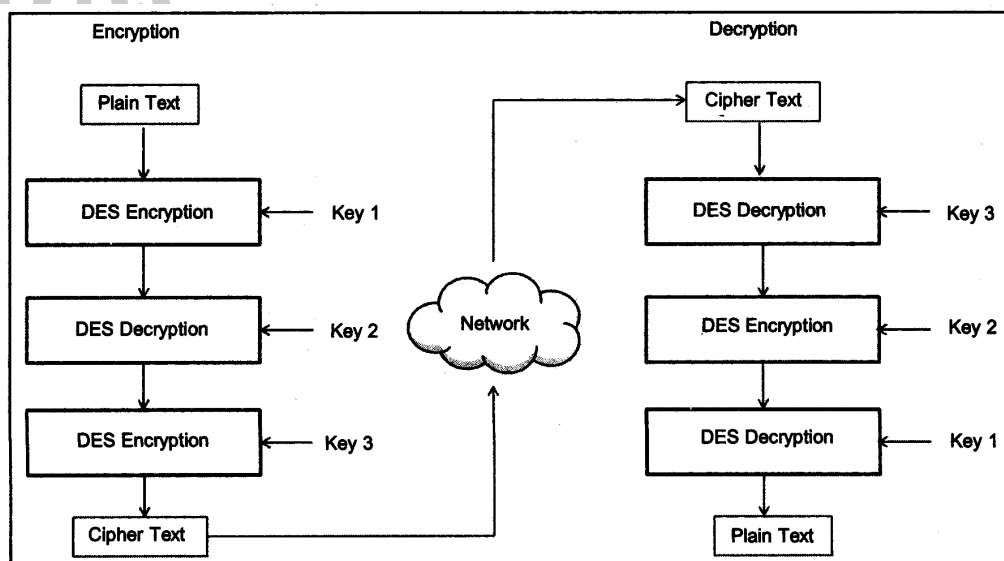 Encryption
Plain Text
DES Encryption
Key 1
DES Decryption
Key 2
DES Encryption
Key 3
Cipher Text
Network
Decryption
Cipher Text
DES Decryption
Key 3
DES Encryption
Key 2
DES Decryption
Key 1
Plain Text